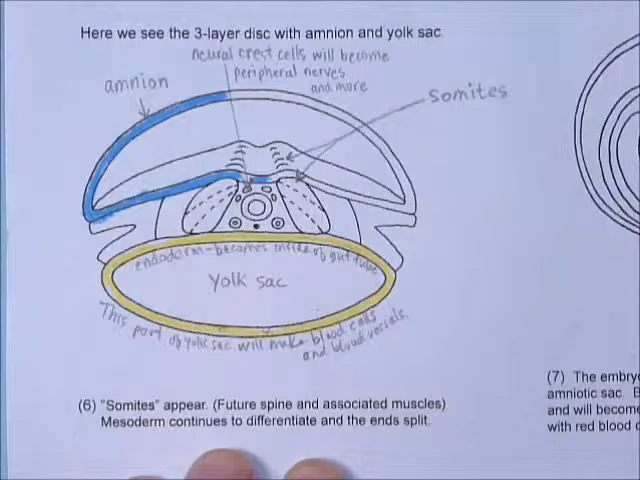 Here we see the 3-layer disc with amnion and yolk sac
neural crest cells will become
peripheral nerves
and more
amnion
somites
endoderm - becomes inside of gut tube
Yolk sac
This part of yolk sac will make blood cells
and blood vessels.
(6) "Somites" appear. (Future spine and associated muscles)
Mesoderm continues to differentiate and the ends split.
(7) The embry
amniotic sac. B
and will become
with red blood c